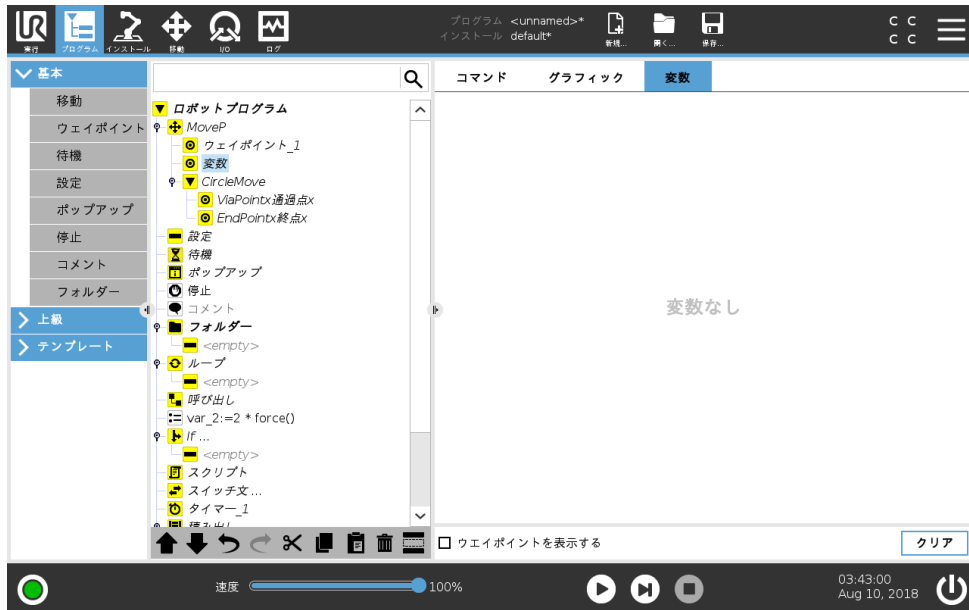 UR
実行
プログラム
インストール
移動
I/O
ログ
プログラム <unnamed>*
インストール default*
新規...
開く...
保存...
C C
C C
基本
移動
ウェイポイント
待機
設定
ポップアップ
停止
コメント
フォルダー
上級
テンプレート
ロボットプログラム
MoveP
ウェイポイント_1
変数
CircleMove
ViaPointx通過点x
EndPointx終点x
設定
待機
ポップアップ
停止
コメント
フォルダー
<empty>
ループ
<empty>
呼び出し
var_2:=2 * force()
If ...
<empty>
スクリプト
スイッチ文 ...
タイマー_1
積み出し
コマンド グラフィック 変数
変数なし
ウエイポイントを表示する
クリア
速度 100%
03:43:00
Aug 10, 2018